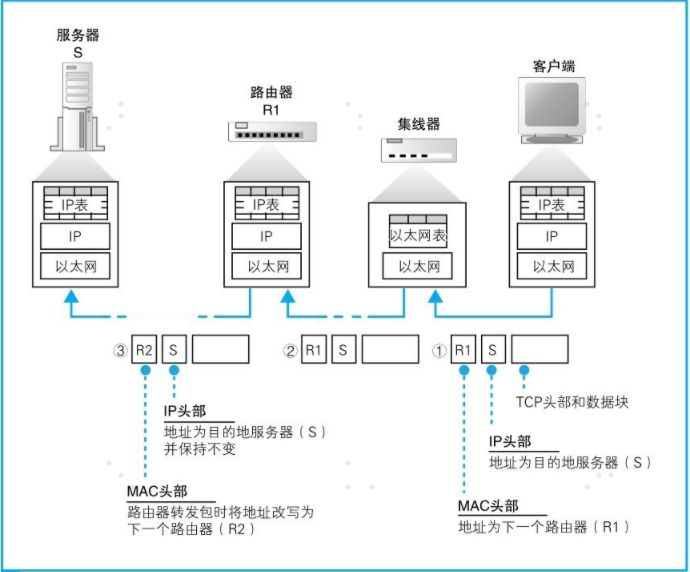 服务器
S
路由器
R1
集线器
客户端
IP表
IP
以太网
IP表
IP
以太网
以太网表
以太网
IP表
IP
以太网
③ R2 S
② R1 S
① R1 S
TCP头部和数据块
IP头部
地址为目的地服务器（S）
并保持不变
IP头部
地址为目的地服务器（S）
MAC头部
路由器转发包时将地址改写为
下一个路由器（R2）
MAC头部
地址为下一个路由器（R1）